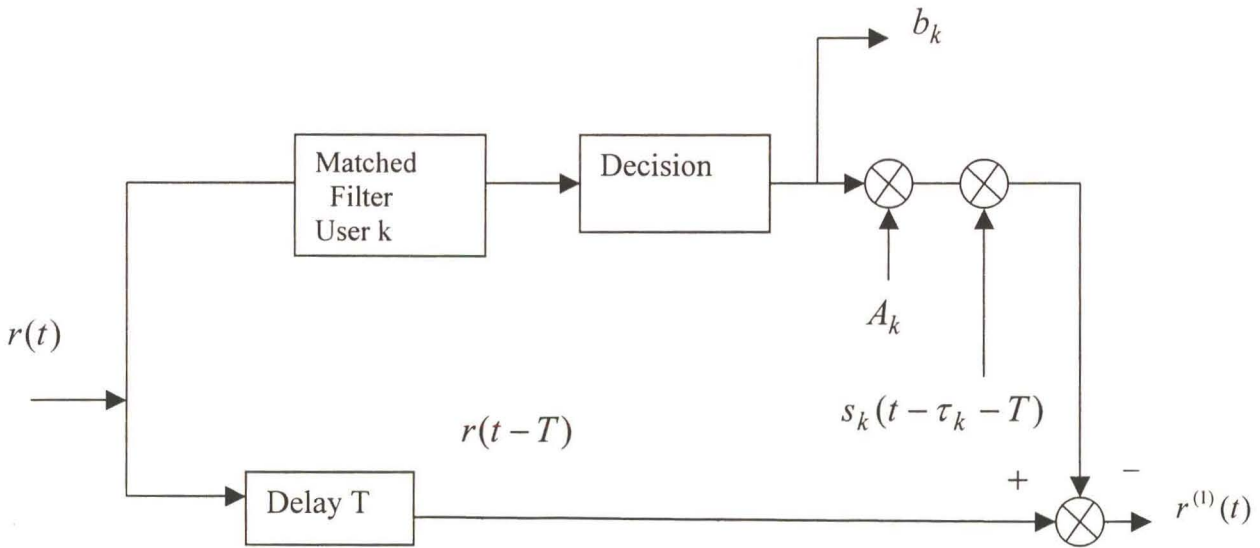 b_k
Matched
Filter
User k
Decision
A_k
r(t)
s_k(t − τ_k − T)
r(t − T)
Delay T
+
−
r^{(1)}(t)